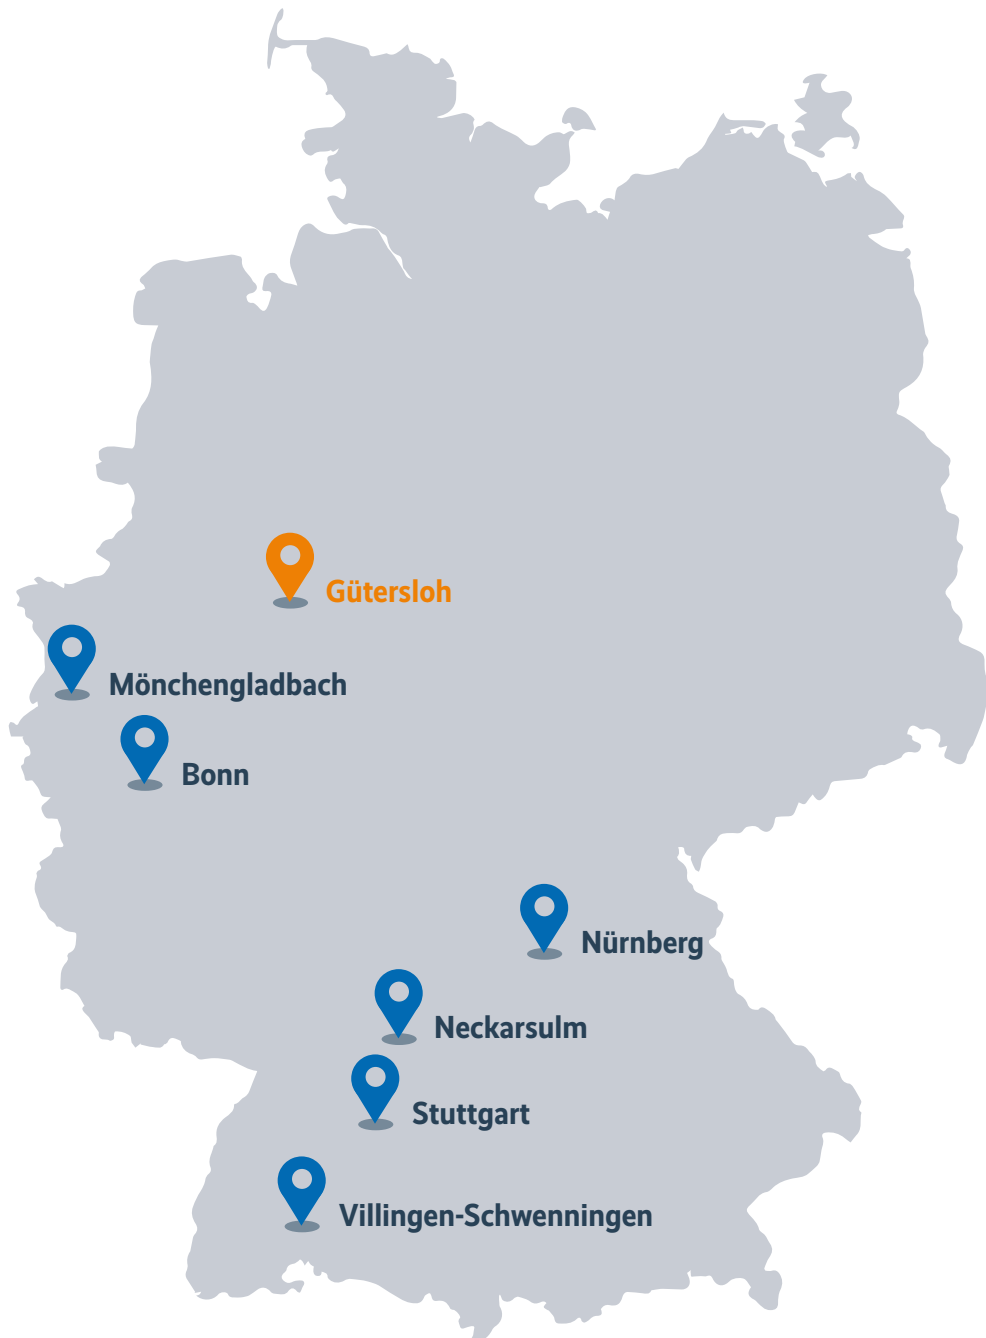 Gütersloh
Mönchengladbach
Bonn
Nürnberg
Neckarsulm
Stuttgart
Villingen-Schwenningen